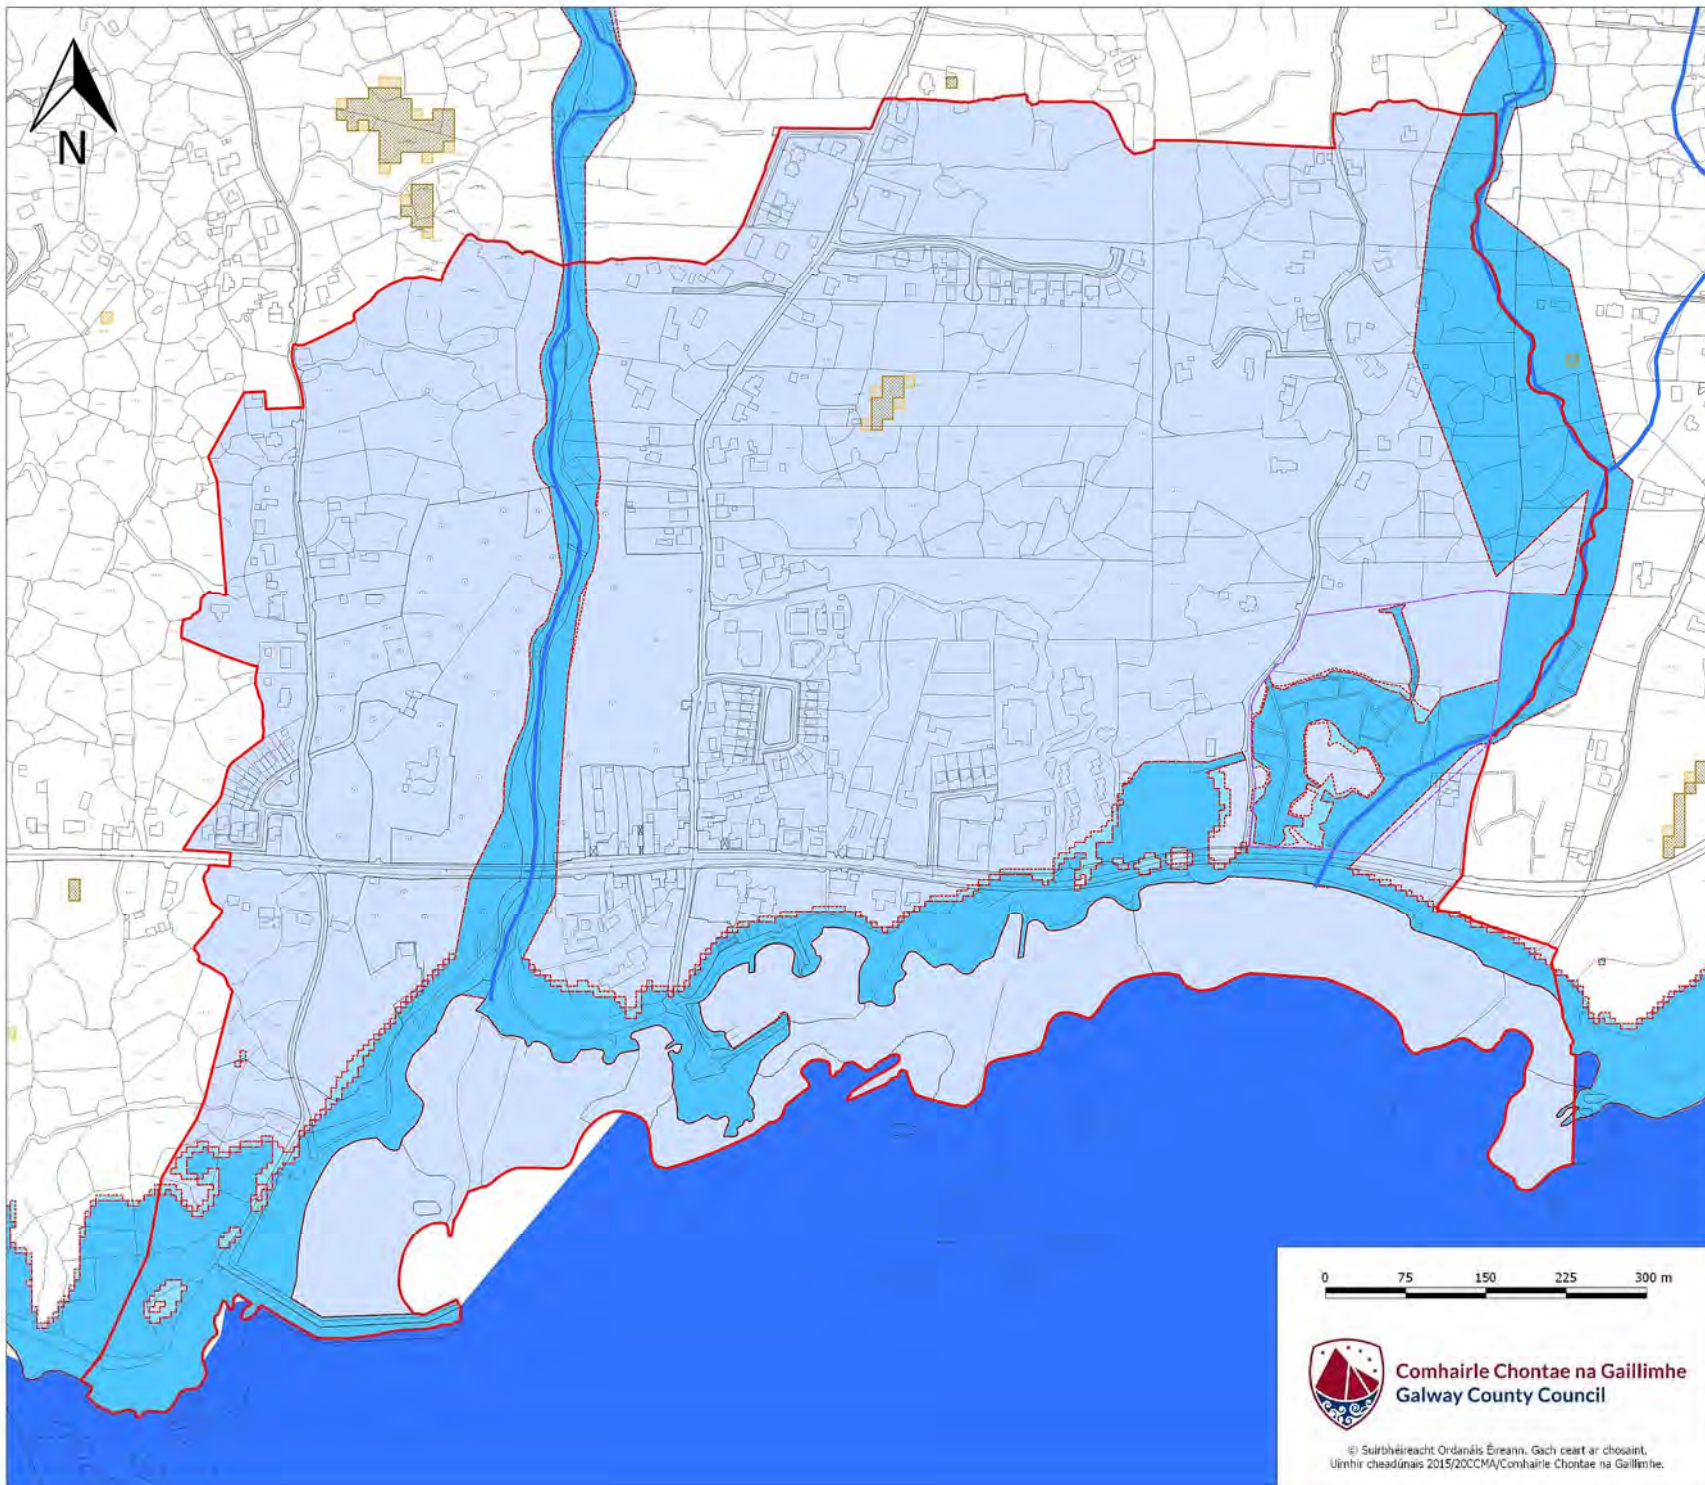 N
0 75 150 225 300 m
Comhairle Chontae na Gaillimhe
Galway County Council
© Suirbhéireacht Ordanáis Éireann. Gach ceart ar chosaint.
Uimhir cheadúnais 2015/20CCMA/Comhairle Chontae na Gaillimhe.